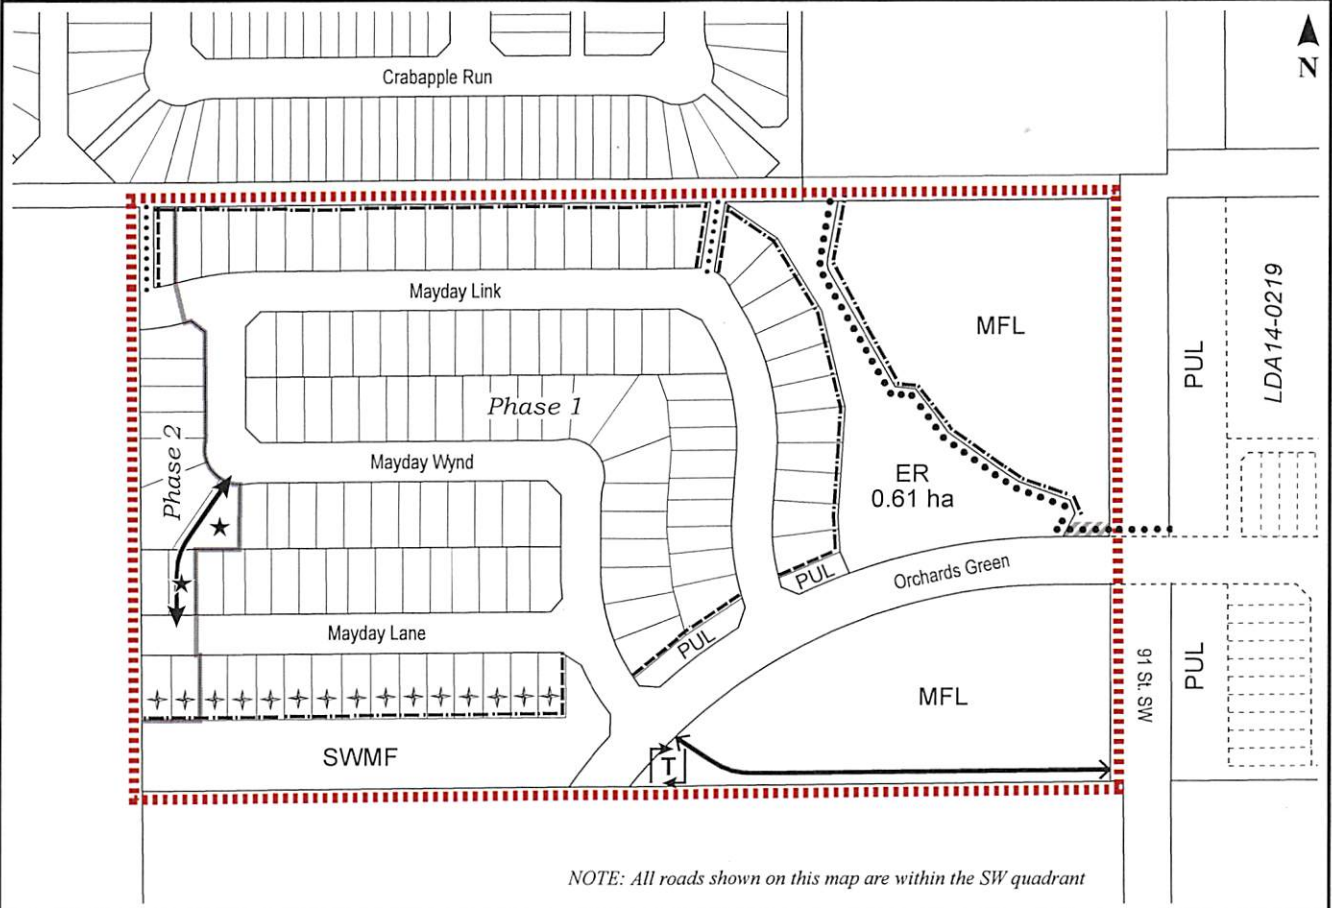 N
Crabapple Run
Mayday Link
MFL
PUL
LDA14-0219
Phase 1
Phase 2
Mayday Wynd
ER
0.61 ha
PUL
Orchards Green
Mayday Lane
PUL
91 St. SW
PUL
MFL
SWMF
T
NOTE: All roads shown on this map are within the SW quadrant